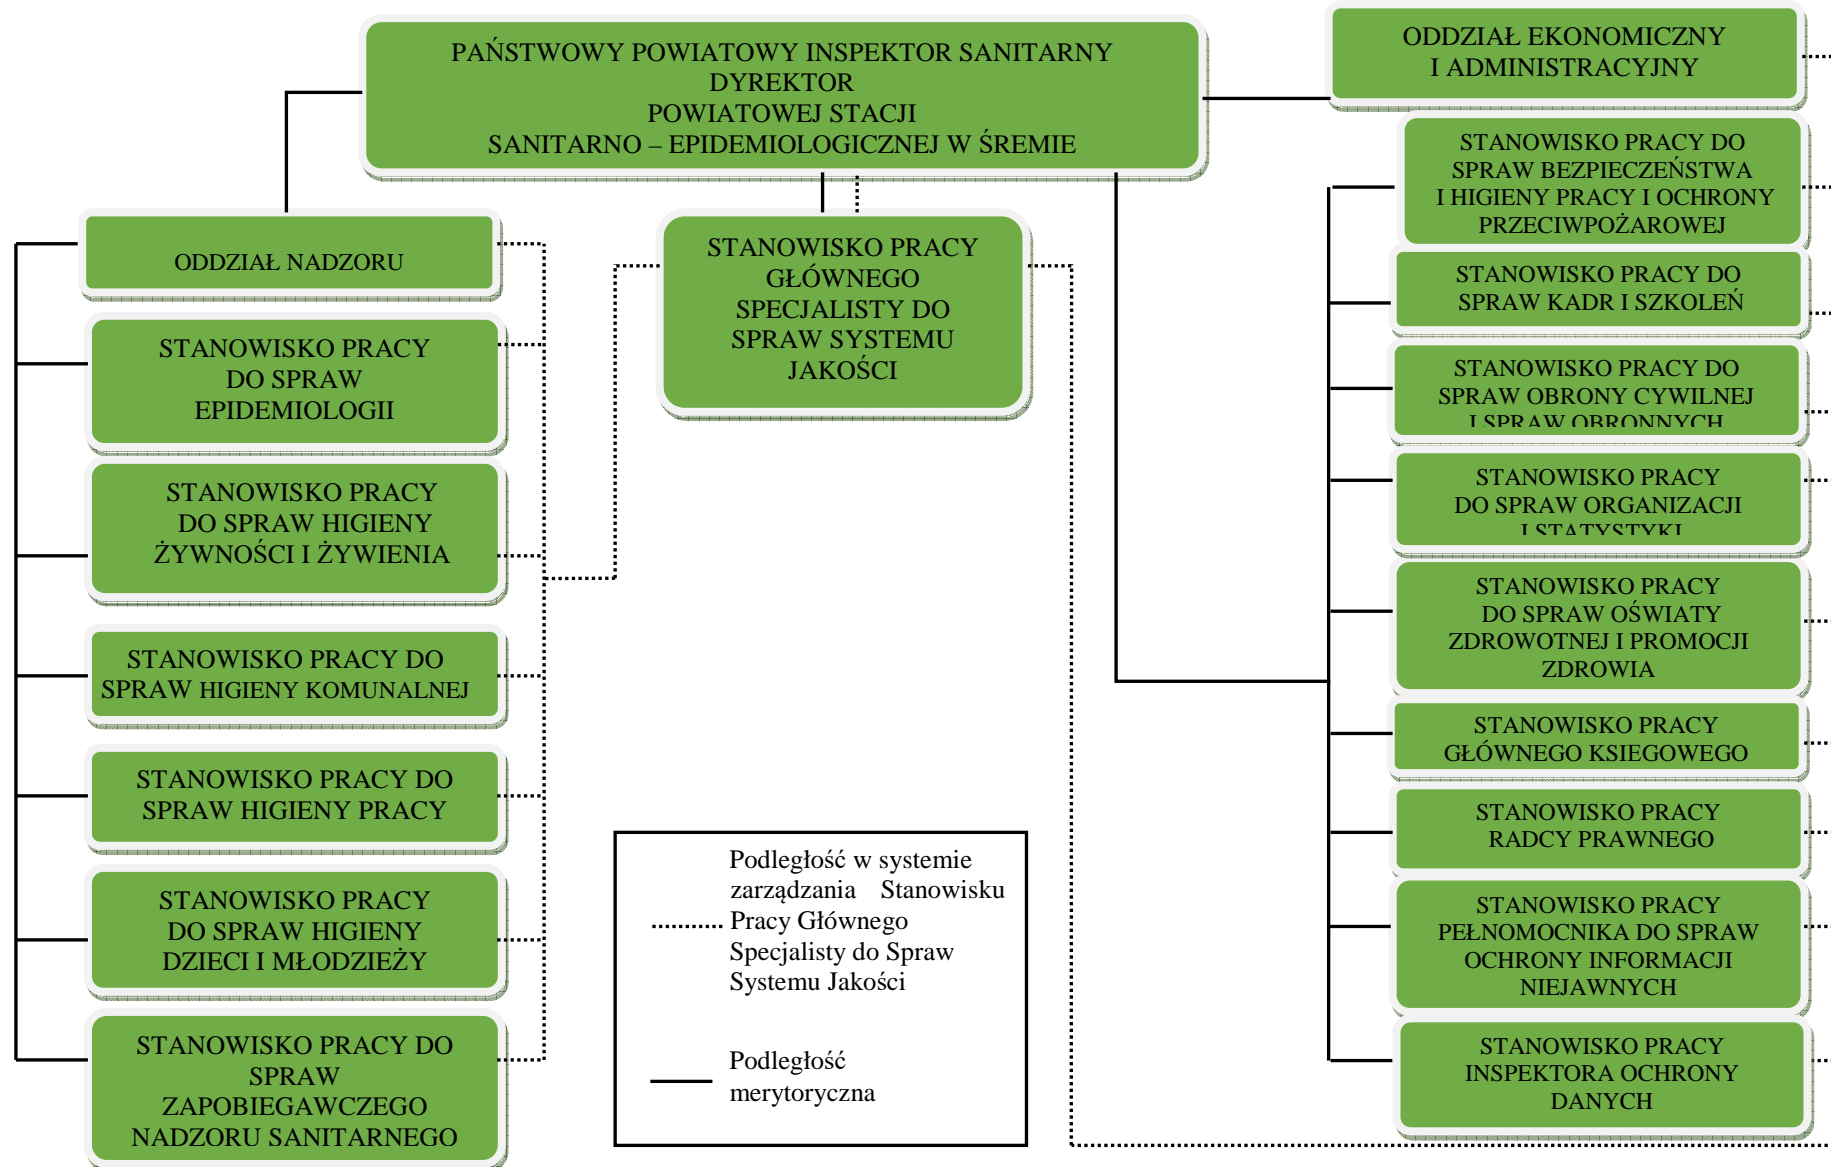 PAŃSTWOWY POWIATOWY INSPEKTOR SANITARNY
DYREKTOR
POWIATOWEJ STACJI
SANITARNO – EPIDEMIOLOGICZNEJ W ŚREMIE
ODDZIAŁ NADZORU
STANOWISKO PRACY
DO SPRAW
EPIDEMIOLOGII
STANOWISKO PRACY
DO SPRAW HIGIENY
ŻYWNOŚCI I ŻYWIENIA
STANOWISKO PRACY DO
SPRAW HIGIENY KOMUNALNEJ
STANOWISKO PRACY DO
SPRAW HIGIENY PRACY
STANOWISKO PRACY
DO SPRAW HIGIENY
DZIECI I MŁODZIEŻY
STANOWISKO PRACY DO
SPRAW
ZAPOBIEGAWCZEGO
NADZORU SANITARNEGO
STANOWISKO PRACY
GŁÓWNEGO
SPECJALISTY DO
SPRAW SYSTEMU
JAKOŚCI
Podległość w systemie
zarządzania Stanowisku
Pracy Głównego
Specjalisty do Spraw
Systemu Jakości
Podległość
merytoryczna
ODDZIAŁ EKONOMICZNY
I ADMINISTRACYJNY
STANOWISKO PRACY DO
SPRAW BEZPIECZEŃSTWA
I HIGIENY PRACY I OCHRONY
PRZECIWPOŻAROWEJ
STANOWISKO PRACY DO
SPRAW KADR I SZKOLEŃ
STANOWISKO PRACY DO
SPRAW OBRONY CYWILNEJ
I SPRAW OBRONNYCH
STANOWISKO PRACY
DO SPRAW ORGANIZACJI
I STATYSTYKI
STANOWISKO PRACY
DO SPRAW OŚWIATY
ZDROWOTNEJ I PROMOCJI
ZDROWIA
STANOWISKO PRACY
GŁÓWNEGO KSIEGOWEGO
STANOWISKO PRACY
RADCY PRAWNEGO
STANOWISKO PRACY
PEŁNOMOCNIKA DO SPRAW
OCHRONY INFORMACJI
NIEJAWNYCH
STANOWISKO PRACY
INSPEKTORA OCHRONY
DANYCH